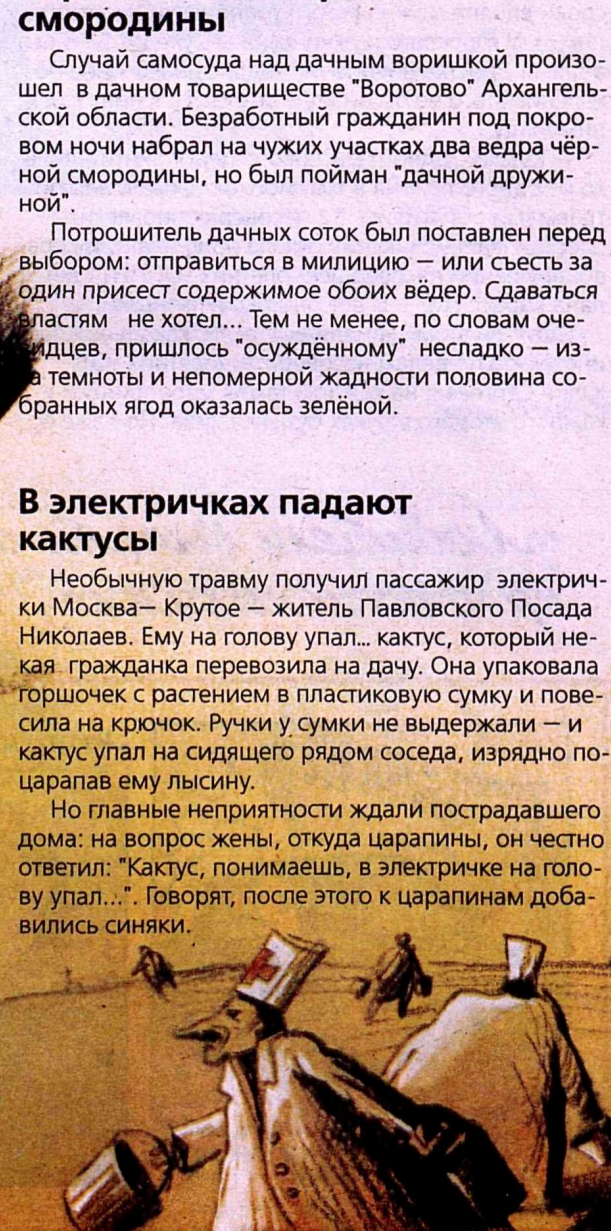 смородины
Случай самосуда над дачным воришкой произо-
шел в дачном товариществе "Воротово" Архангель-
ской области. Безработный гражданин под покро-
вом ночи набрал на чужих участках два ведра чёр-
ной смородины, но был пойман "дачной дружи-
ной".
Потрошитель дачных соток был поставлен перед
выбором: отправиться в милицию — или съесть за
один присест содержимое обоих вёдер. Сдаваться
властям не хотел... Тем не менее, по словам оче-
видцев, пришлось "осуждённому" несладко — из-
за темноты и непомерной жадности половина со-
бранных ягод оказалась зелёной.
В электричках падают
кактусы
Необычную травму получил пассажир электрич-
ки Москва— Крутое — житель Павловского Посада
Николаев. Ему на голову упал... кактус, который не-
кая гражданка перевозила на дачу. Она упаковала
горшочек с растением в пластиковую сумку и пове-
сила на крючок. Ручки у сумки не выдержали — и
кактус упал на сидящего рядом соседа, изрядно по-
царапав ему лысину.
Но главные неприятности ждали пострадавшего
дома: на вопрос жены, откуда царапины, он честно
ответил: "Кактус, понимаешь, в электричке на голо-
ву упал...". Говорят, после этого к царапинам доба-
вились синяки.